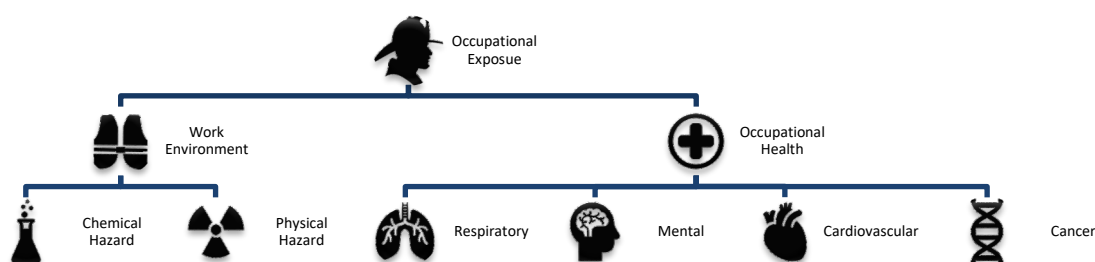 Occupational
Exposue
Work
Environment
Occupational
Health
Chemical
Hazard
Physical
Hazard
Respiratory
Mental
Cardiovascular
Cancer